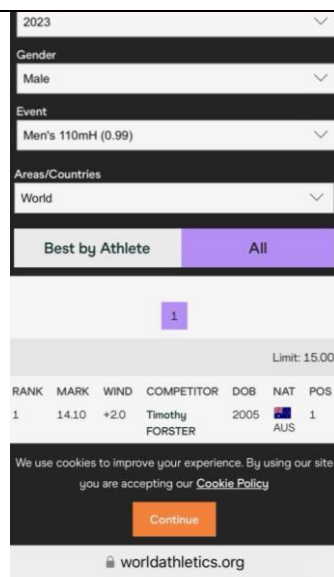 2023
Gender
Male
Event
Men's 110mH (0.99)
Areas/Countries
World
Best by Athlete All
1
Limit: 15.00
RANK MARK WIND COMPETITOR DOB NAT POS
1 14.10 +2.0 Timothy 2005 1
FORSTER AUS
We use cookies to improve your experience. By using our site
you are accepting our Cookie Policy
Continue
worldathletics.org